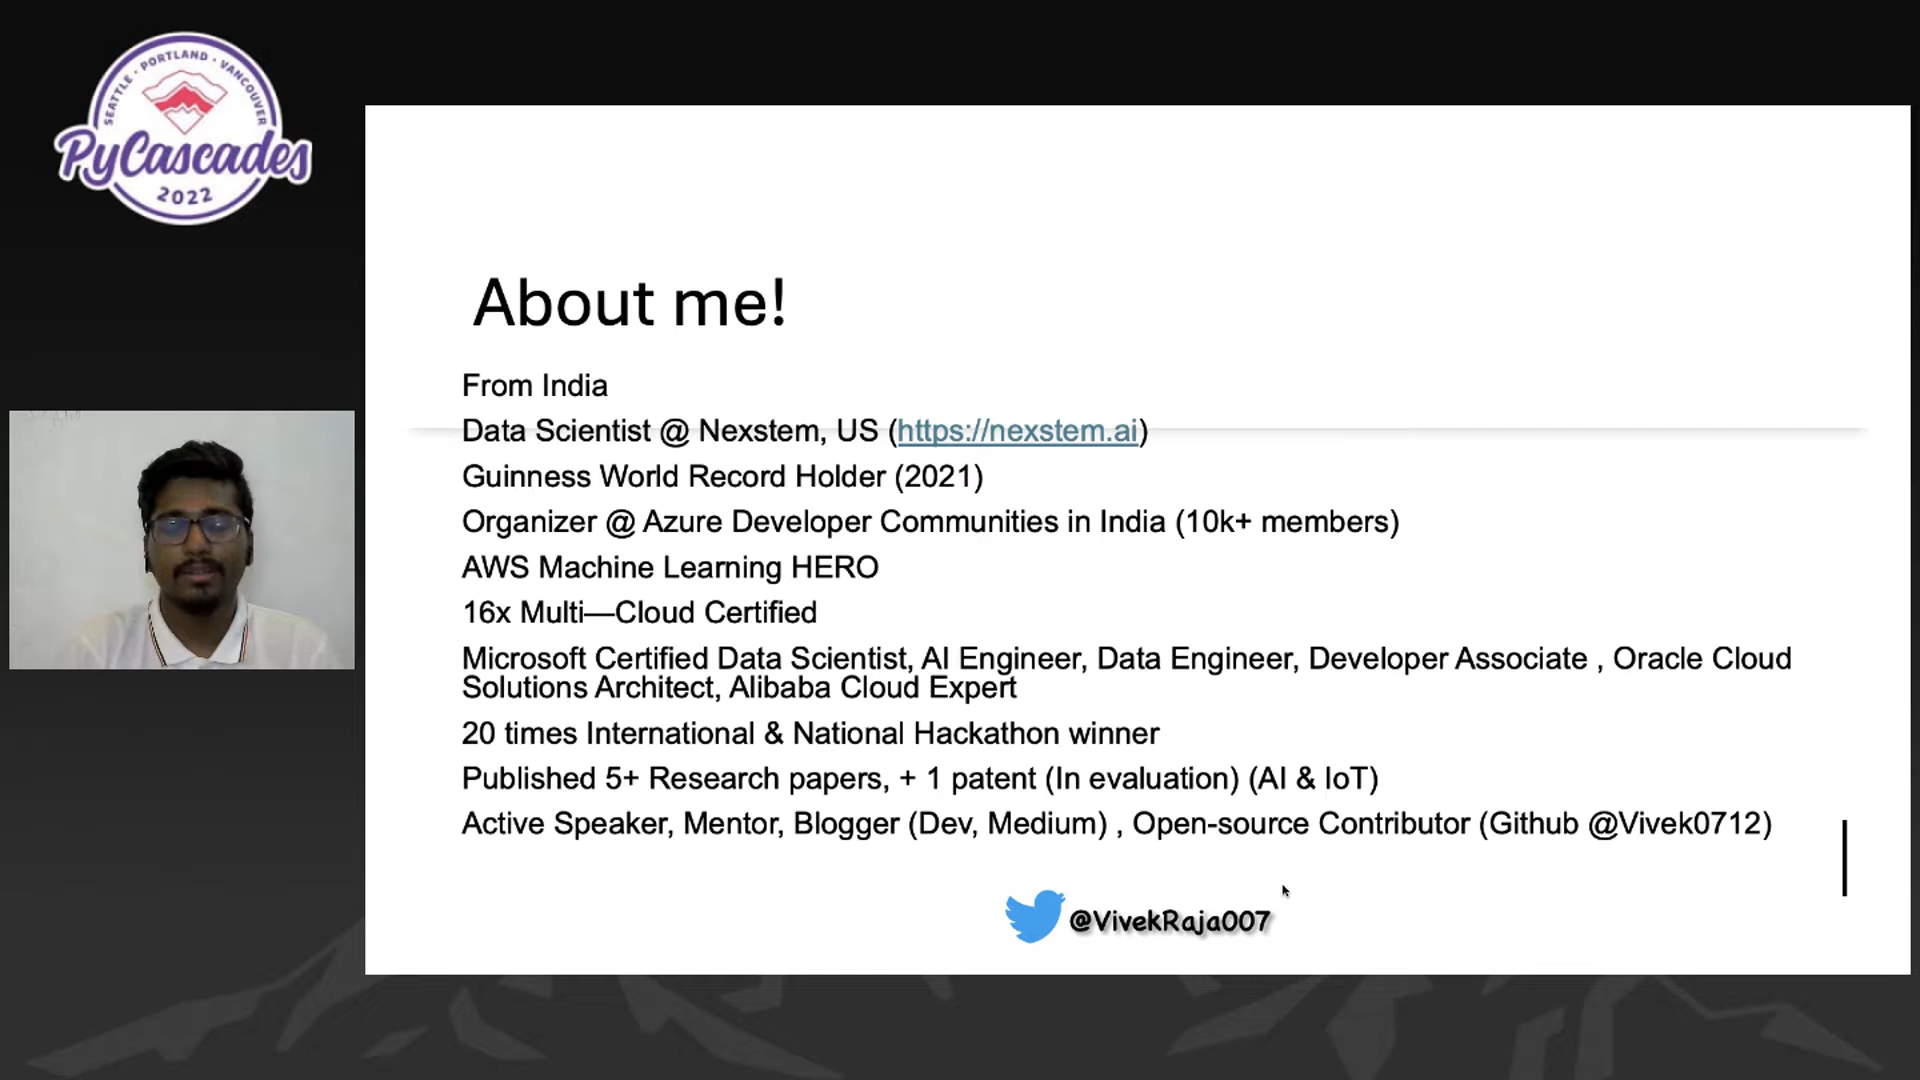 SEATTLE · PORTLAND · VANCOUVER
PyCascades
2022
About me!
From India
Data Scientist @ Nexstem, US (https://nexstem.ai)
Guinness World Record Holder (2021)
Organizer @ Azure Developer Communities in India (10k+ members)
AWS Machine Learning HERO
16x Multi—Cloud Certified
Microsoft Certified Data Scientist, AI Engineer, Data Engineer, Developer Associate , Oracle Cloud
Solutions Architect, Alibaba Cloud Expert
20 times International & National Hackathon winner
Published 5+ Research papers, + 1 patent (In evaluation) (AI & IoT)
Active Speaker, Mentor, Blogger (Dev, Medium) , Open-source Contributor (Github @Vivek0712)
@VivekRaja007